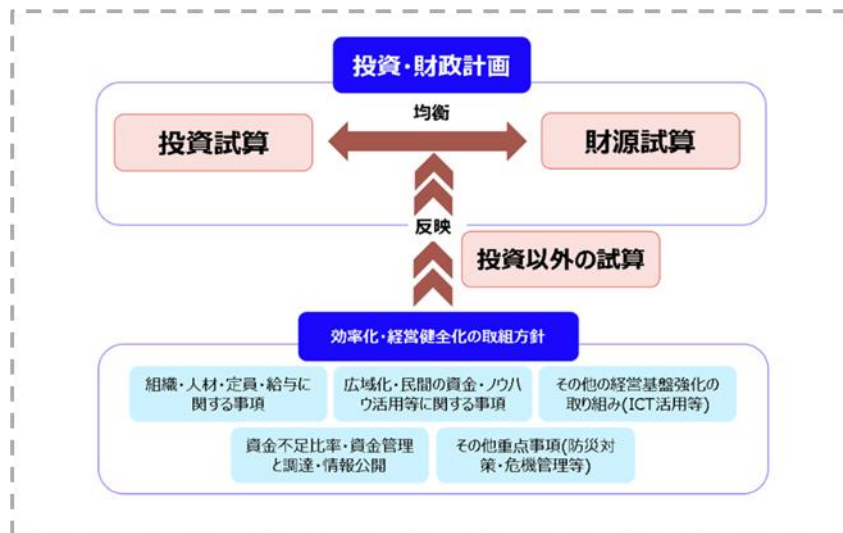 投資・財政計画
均衡
投資試算
財源試算
反映
投資以外の試算
効率化・経営健全化の取組方針
組織・人材・定員・給与に
関する事項
広域化・民間の資金・ノウハ
ウ活用等に関する事項
その他の経営基盤強化の
取り組み(ICT活用等)
資金不足比率・資金管理
と調達・情報公開
その他重点事項(防災対
策・危機管理等)